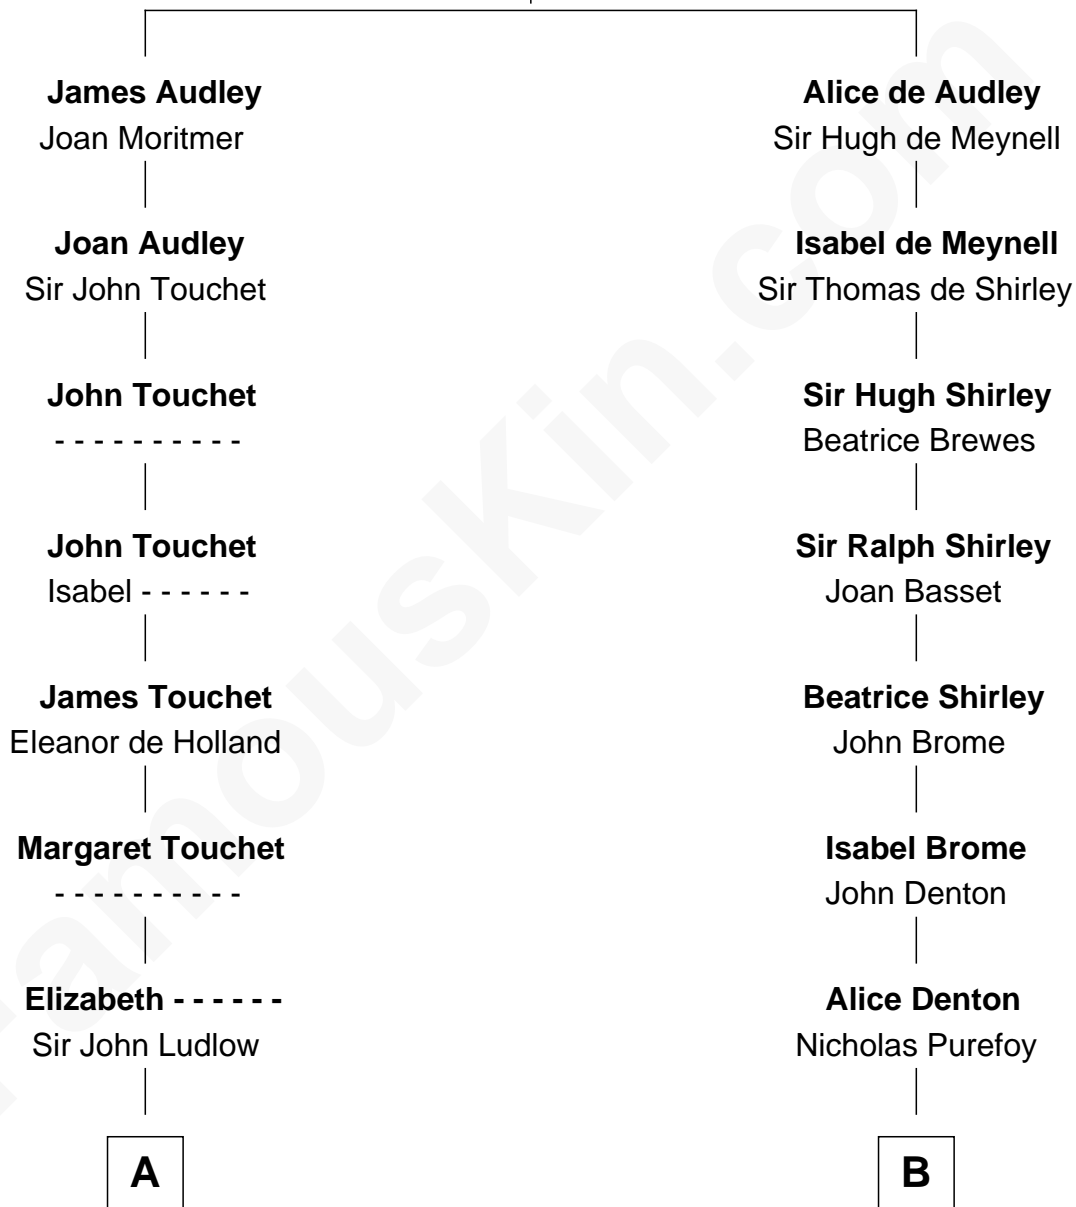 James Audley
Joan Moritmer
Joan Audley
Sir John Touchet
John Touchet
- - - - - - - - - -
John Touchet
Isabel - - - - - -
James Touchet
Eleanor de Holland
Margaret Touchet
- - - - - - - - - -
Elizabeth - - - - - -
Sir John Ludlow
A
Alice de Audley
Sir Hugh de Meynell
Isabel de Meynell
Sir Thomas de Shirley
Sir Hugh Shirley
Beatrice Brewes
Sir Ralph Shirley
Joan Basset
Beatrice Shirley
John Brome
Isabel Brome
John Denton
Alice Denton
Nicholas Purefoy
B
FamousKin.com